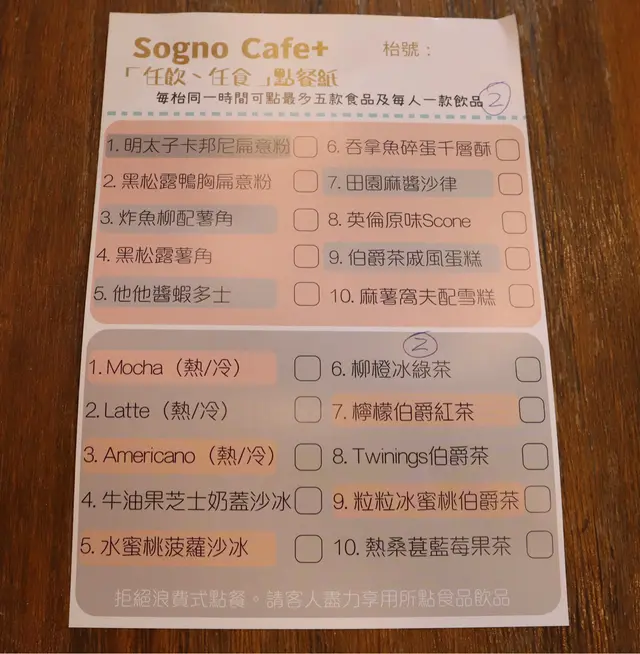 Sogno Cafe+
枱號：
「任飲、任食」點餐紙
每枱同一時間可點最多五款食品及每人一款飲品 2
1. 明太子卡邦尼扁意粉
2. 黑松露鴨胸扁意粉
3. 炸魚柳配薯角
4. 黑松露薯角
5. 他他醬蝦多士
6. 吞拿魚碎蛋千層酥
7. 田園麻醬沙律
8. 英倫原味Scone
9. 伯爵茶戚風蛋糕
10. 麻薯窩夫配雪糕
2
1. Mocha（熱/冷）
2. Latte（熱/冷）
3. Americano（熱/冷）
4. 牛油果芝士奶蓋沙冰
5. 水蜜桃菠蘿沙冰
6. 柳橙冰綠茶
7. 檸檬伯爵紅茶
8. Twinings伯爵茶
9. 粒粒冰蜜桃伯爵茶
10. 熱桑葚藍莓果茶
拒絕浪費式點餐。請客人盡力享用所點食品飲品